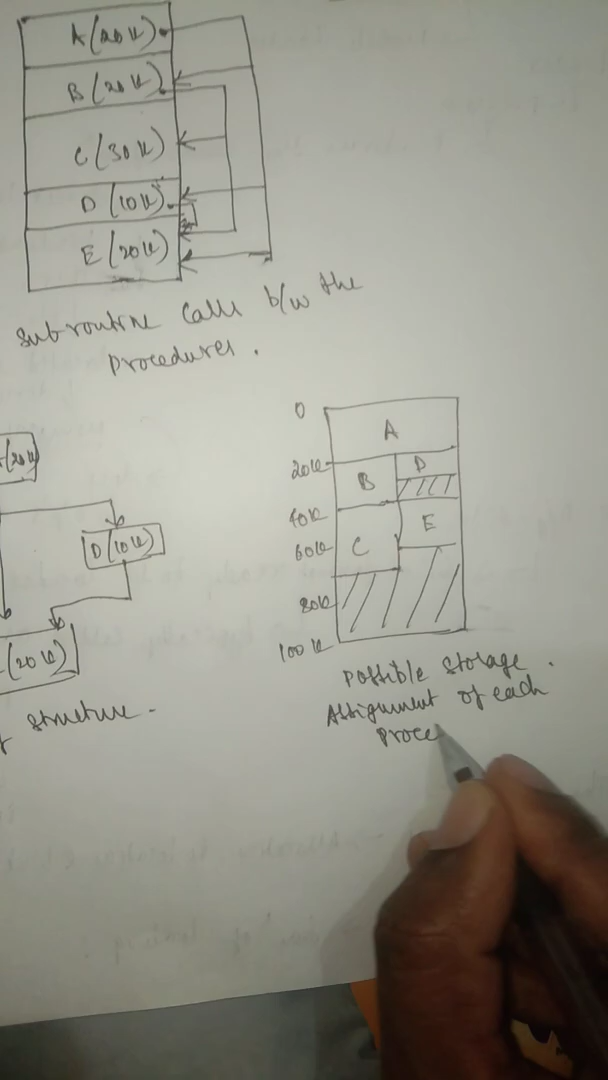 A(20K)
B(20K)
C(30K)
D(10K)
E(20K)
subroutine calls b/w the
procedures.
(20K)
D(10K)
(20K)
structure.
0
A
20K
B
D
40K
E
60K
C
80K
100K
Possible Storage
Assignment of each
Proce